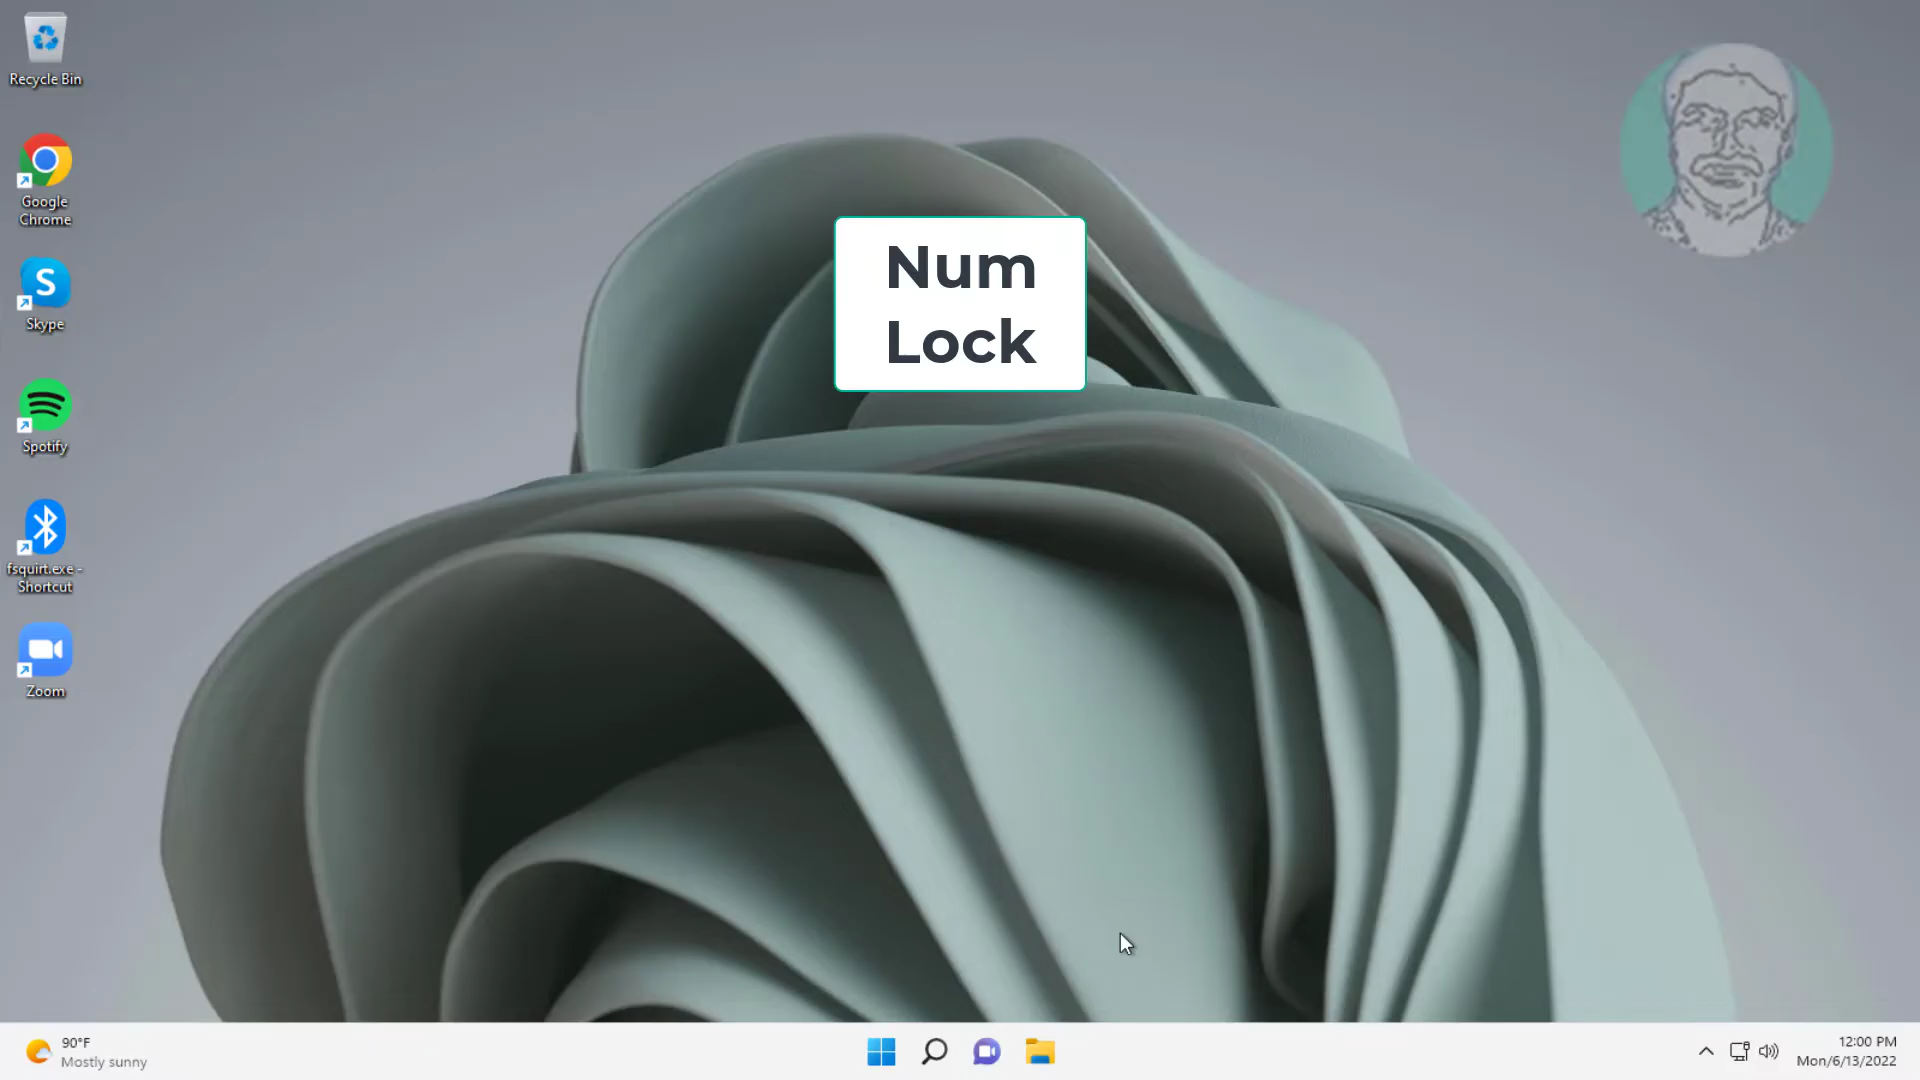 Recycle Bin
Google
Chrome
S
Skype
Spotify
fsquirt.exe -
Shortcut
Zoom
Num
Lock
90°F
Mostly sunny
12:00 PM
Mon/6/13/2022